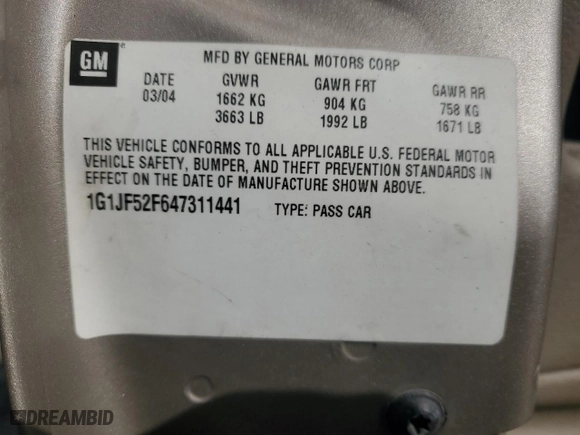 GM
MFD BY GENERAL MOTORS CORP
DATE GVWR GAWR FRT GAWR RR
03/04 1662 KG 904 KG 758 KG
3663 LB 1992 LB 1671 LB
THIS VEHICLE CONFORMS TO ALL APPLICABLE U.S. FEDERAL MOTOR
VEHICLE SAFETY, BUMPER, AND THEFT PREVENTION STANDARDS IN
EFFECT ON THE DATE OF MANUFACTURE SHOWN ABOVE.
1G1JF52F647311441 TYPE: PASS CAR
DREAMBID